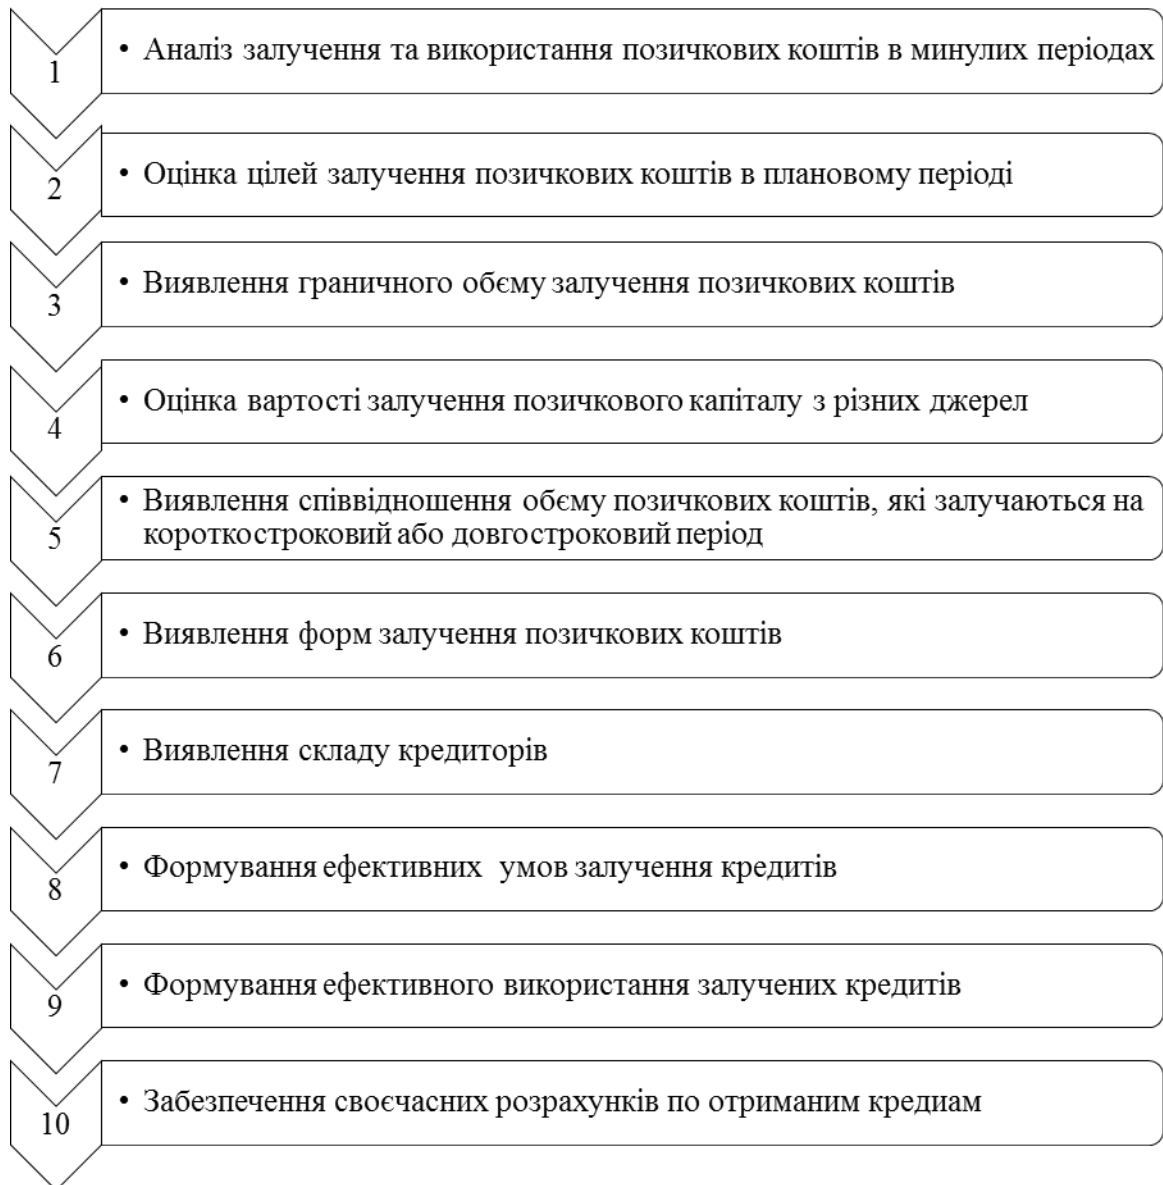 1
• Аналіз залучення та використання позичкових коштів в минулих періодах
2
• Оцінка цілей залучення позичкових коштів в плановому періоді
3
• Виявлення граничного обєму залучення позичкових коштів
4
• Оцінка вартості залучення позичкового капіталу з різних джерел
5
• Виявлення співвідношення обєму позичкових коштів, які залучаються на
короткостроковий або довгостроковий період
6
• Виявлення форм залучення позичкових коштів
7
• Виявлення складу кредиторів
8
• Формування ефективних умов залучення кредитів
9
• Формування ефективного використання залучених кредитів
10
• Забезпечення своєчасних розрахунків по отриманим кредиам